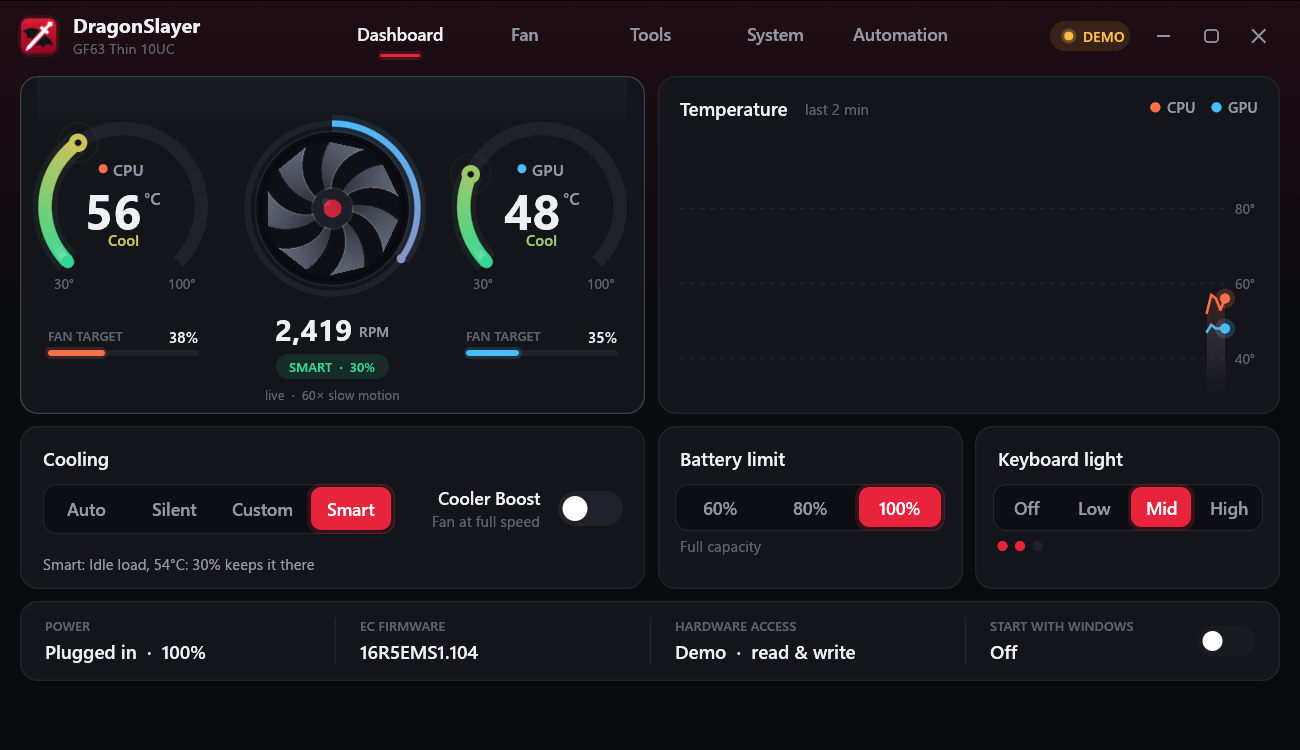 DragonSlayer
GF63 Thin 10UC
Dashboard
Fan
Tools
System
Automation
DEMO
CPU
56 °C
Cool
30° 100°
FAN TARGET 38%
2,419 RPM
SMART · 30%
live · 60× slow motion
GPU
48 °C
Cool
30° 100°
FAN TARGET 35%
Temperature last 2 min
CPU GPU
80°
60°
40°
Cooling
Auto Silent Custom Smart
Cooler Boost
Fan at full speed
Smart: Idle load, 54°C: 30% keeps it there
Battery limit
60% 80% 100%
Full capacity
Keyboard light
Off Low Mid High
POWER
Plugged in · 100%
EC FIRMWARE
16R5EMS1.104
HARDWARE ACCESS
Demo · read & write
START WITH WINDOWS
Off